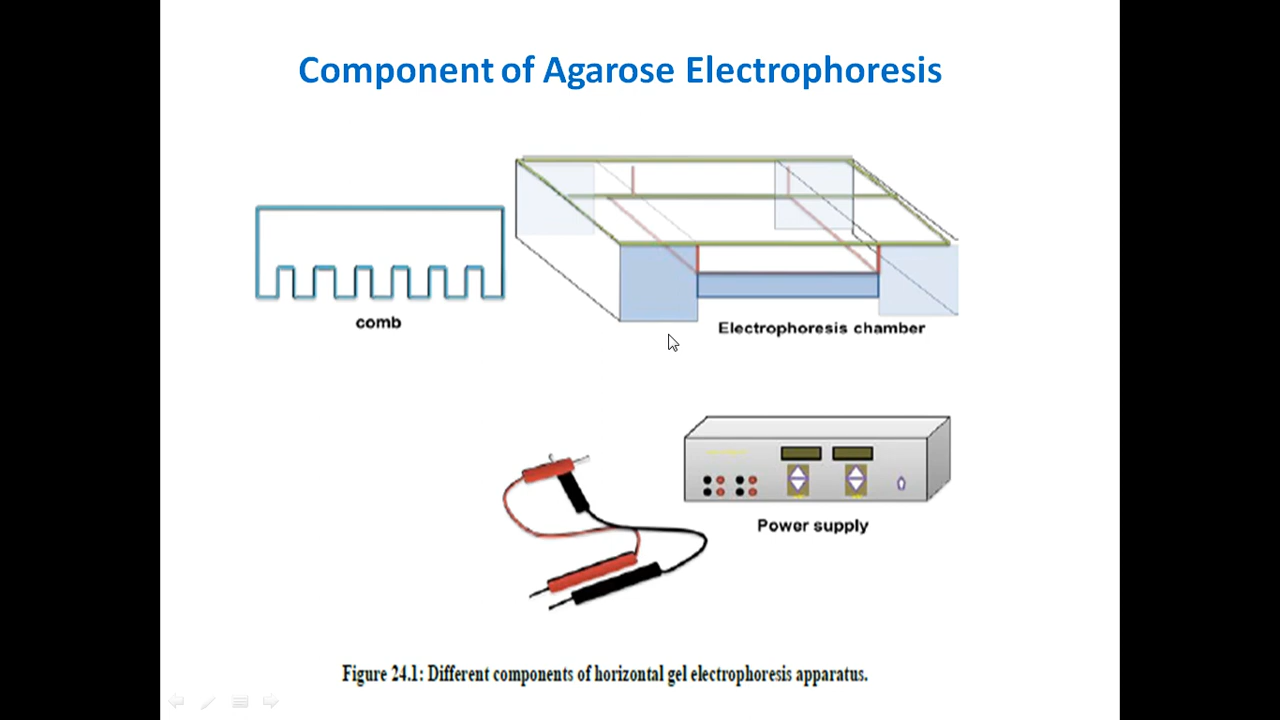 Component of Agarose Electrophoresis
comb
Electrophoresis chamber
Power supply
Figure 24.1: Different components of horizontal gel electrophoresis apparatus.